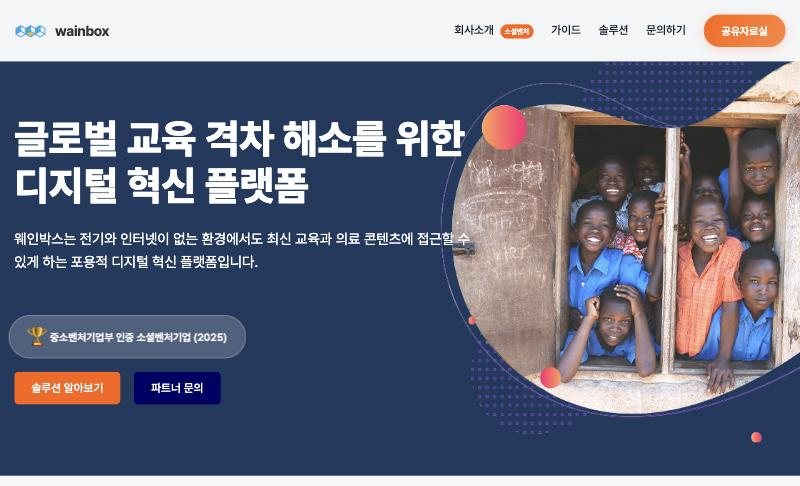 wainbox
회사소개 소셜벤처 가이드 솔루션 문의하기 공유자료실
글로벌 교육 격차 해소를 위한
디지털 혁신 플랫폼
웨인박스는 전기와 인터넷이 없는 환경에서도 최신 교육과 의료 콘텐츠에 접근할 수
있게 하는 포용적 디지털 혁신 플랫폼입니다.
🏆 중소벤처기업부 인증 소셜벤처기업 (2025)
솔루션 알아보기 파트너 문의